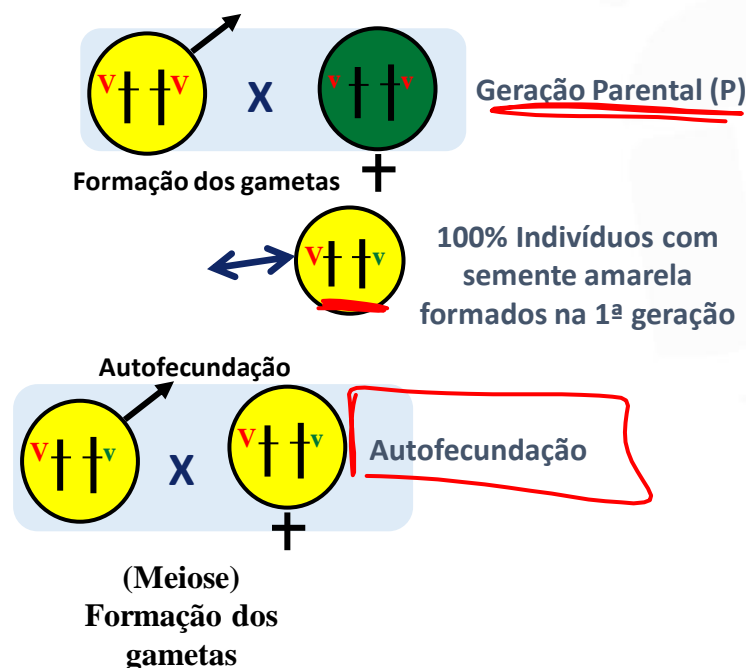 V V X v v Geração Parental (P)
Formação dos gametas
V v 100% Indivíduos com
semente amarela
formados na 1ª geração
Autofecundação
V v X V v Autofecundação
(Meiose)
Formação dos
gametas